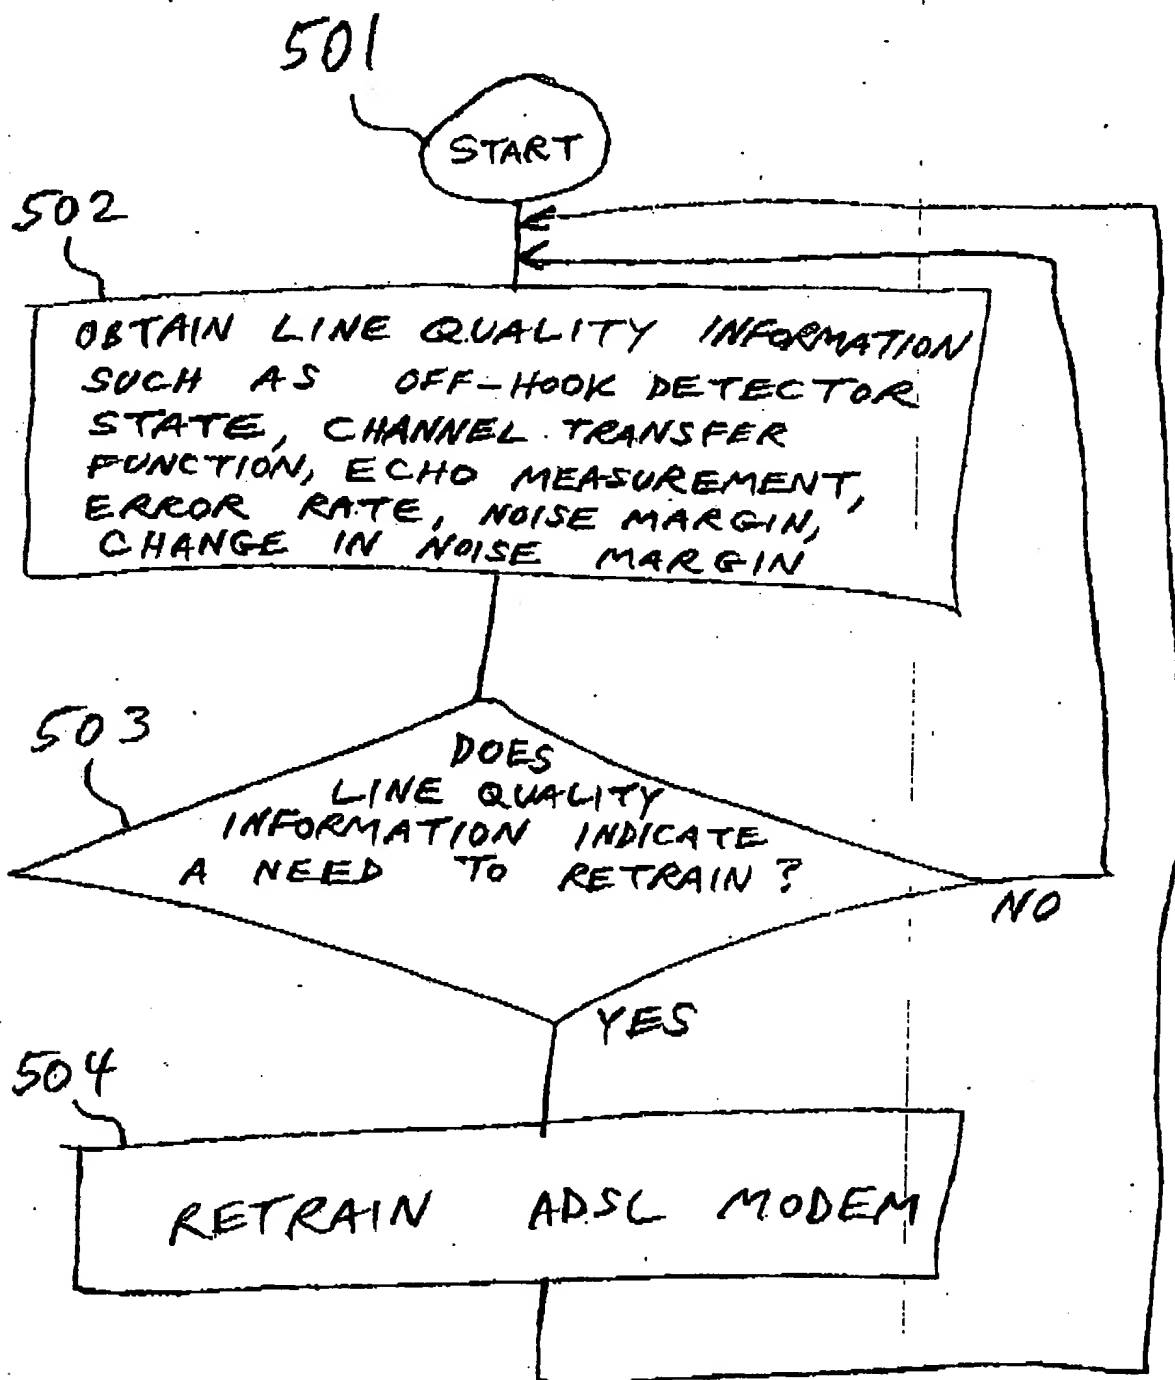 501
START
502
OBTAIN LINE QUALITY INFORMATION
SUCH AS OFF-HOOK DETECTOR
STATE, CHANNEL TRANSFER
FUNCTION, ECHO MEASUREMENT,
ERROR RATE, NOISE MARGIN,
CHANGE IN NOISE MARGIN
503
DOES
LINE QUALITY
INFORMATION INDICATE
A NEED TO RETRAIN?
NO
YES
504
RETRAIN ADSL MODEM